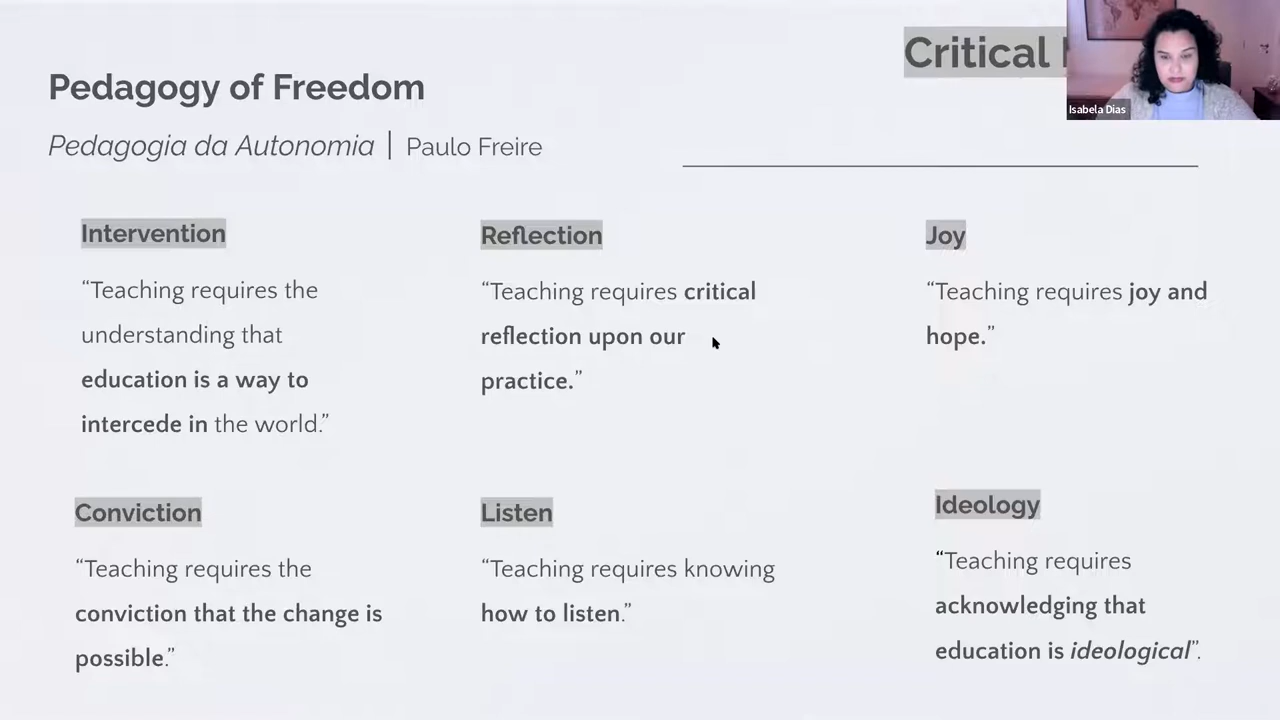 Critical
Isabela Dias
Pedagogy of Freedom
Pedagogia da Autonomia | Paulo Freire
Intervention
“Teaching requires the
understanding that
education is a way to
intercede in the world.”
Reflection
“Teaching requires critical
reflection upon our
practice.”
Joy
“Teaching requires joy and
hope.”
Conviction
“Teaching requires the
conviction that the change is
possible.”
Listen
“Teaching requires knowing
how to listen.”
Ideology
“Teaching requires
acknowledging that
education is ideological”.